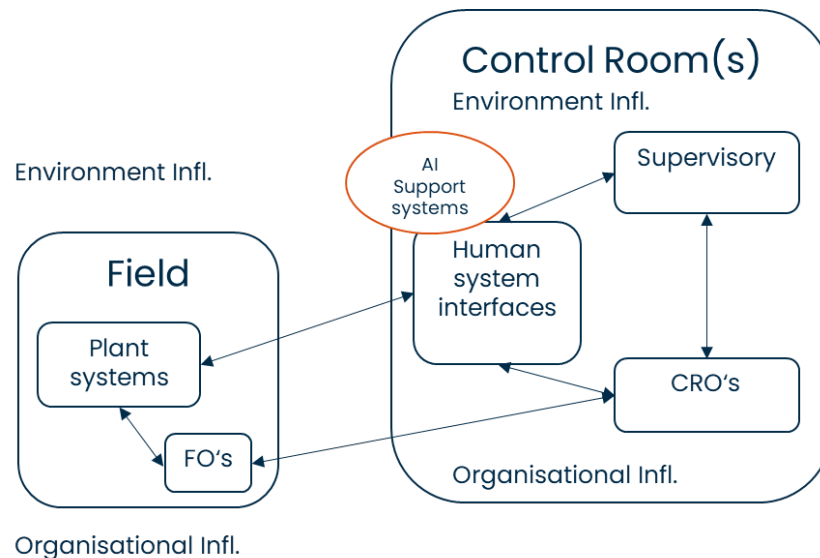 Control Room(s)
Environment Infl.
AI
Support
systems
Supervisory
Environment Infl.
Human
system
interfaces
Field
Plant
systems
CRO‘s
FO‘s
Organisational Infl.
Organisational Infl.